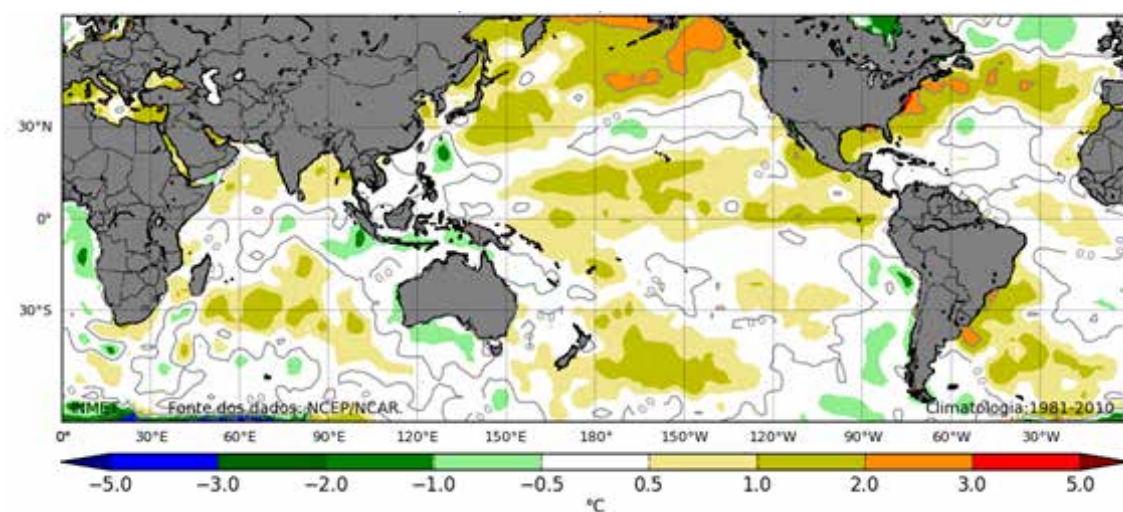 30°N
0°
30°S
INMET Fonte dos dados: NCEP/NCAR. Climatologia:1981-2010
0° 30°E 60°E 90°E 120°E 150°E 180° 150°W 120°W 90°W 60°W 30°W
−5.0 −3.0 −2.0 −1.0 −0.5 0.5 1.0 2.0 3.0 5.0
°C